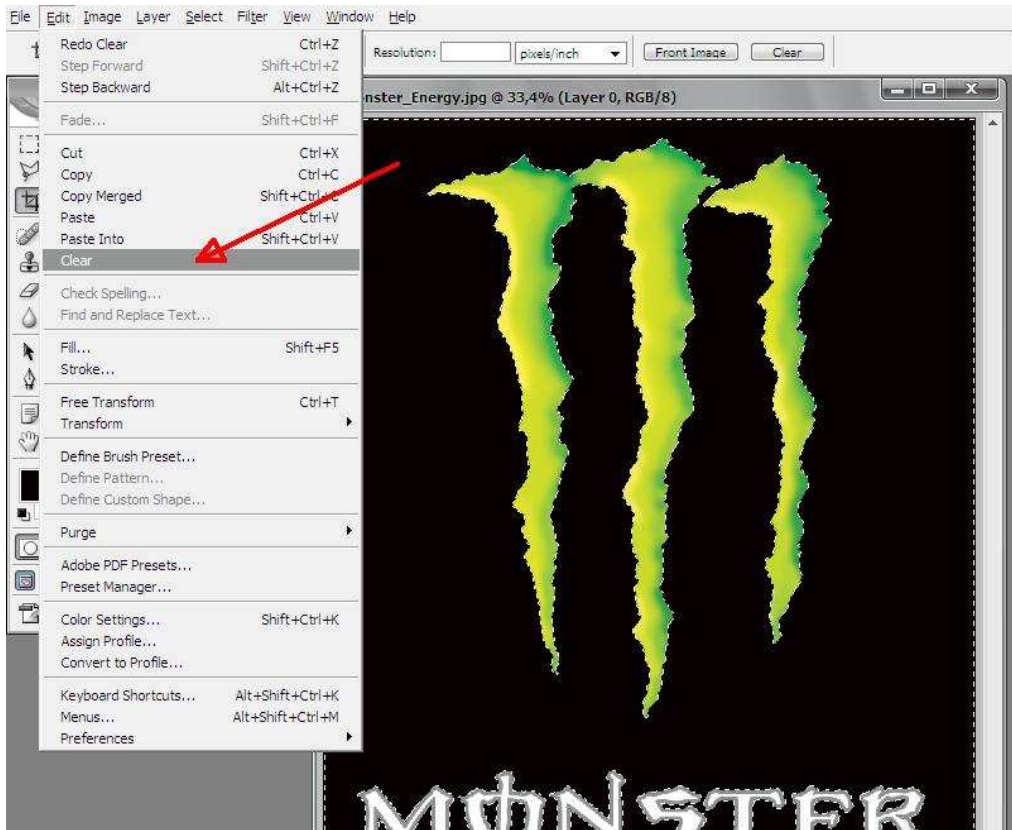 File Edit Image Layer Select Filter View Window Help
Redo Clear Ctrl+Z
Step Forward Shift+Ctrl+Z
Step Backward Alt+Ctrl+Z
Fade... Shift+Ctrl+F
Cut Ctrl+X
Copy Ctrl+C
Copy Merged Shift+Ctrl+C
Paste Ctrl+V
Paste Into Shift+Ctrl+V
Clear
Check Spelling...
Find and Replace Text...
Fill... Shift+F5
Stroke...
Free Transform Ctrl+T
Transform
Define Brush Preset...
Define Pattern...
Define Custom Shape...
Purge
Adobe PDF Presets...
Preset Manager...
Color Settings... Shift+Ctrl+K
Assign Profile...
Convert to Profile...
Keyboard Shortcuts... Alt+Shift+Ctrl+K
Menus... Alt+Shift+Ctrl+M
Preferences
Resolution: pixels/inch Front Image Clear
nster_Energy.jpg @ 33,4% (Layer 0, RGB/8)
MONSTER